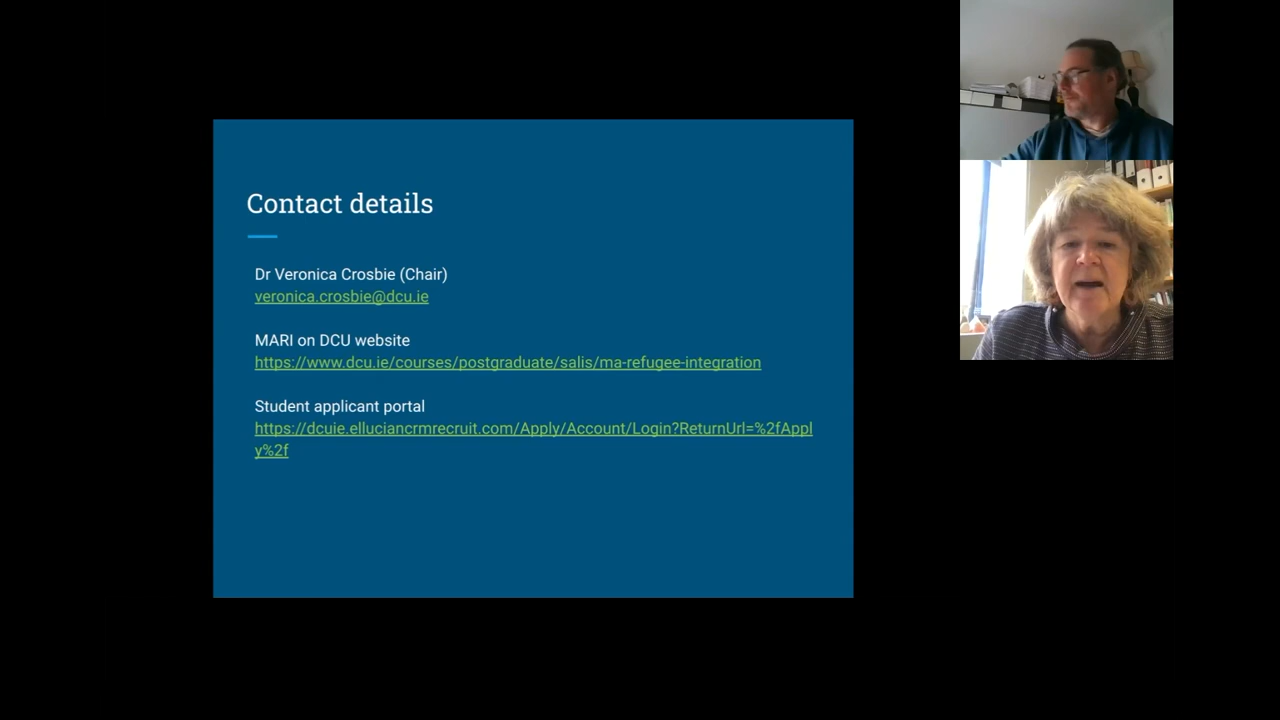 Contact details
Dr Veronica Crosbie (Chair)
veronica.crosbie@dcu.ie
MARI on DCU website
https://www.dcu.ie/courses/postgraduate/salis/ma-refugee-integration
Student applicant portal
https://dcuie.elluciancrmrecruit.com/Apply/Account/Login?ReturnUrl=%2fAppl
y%2f